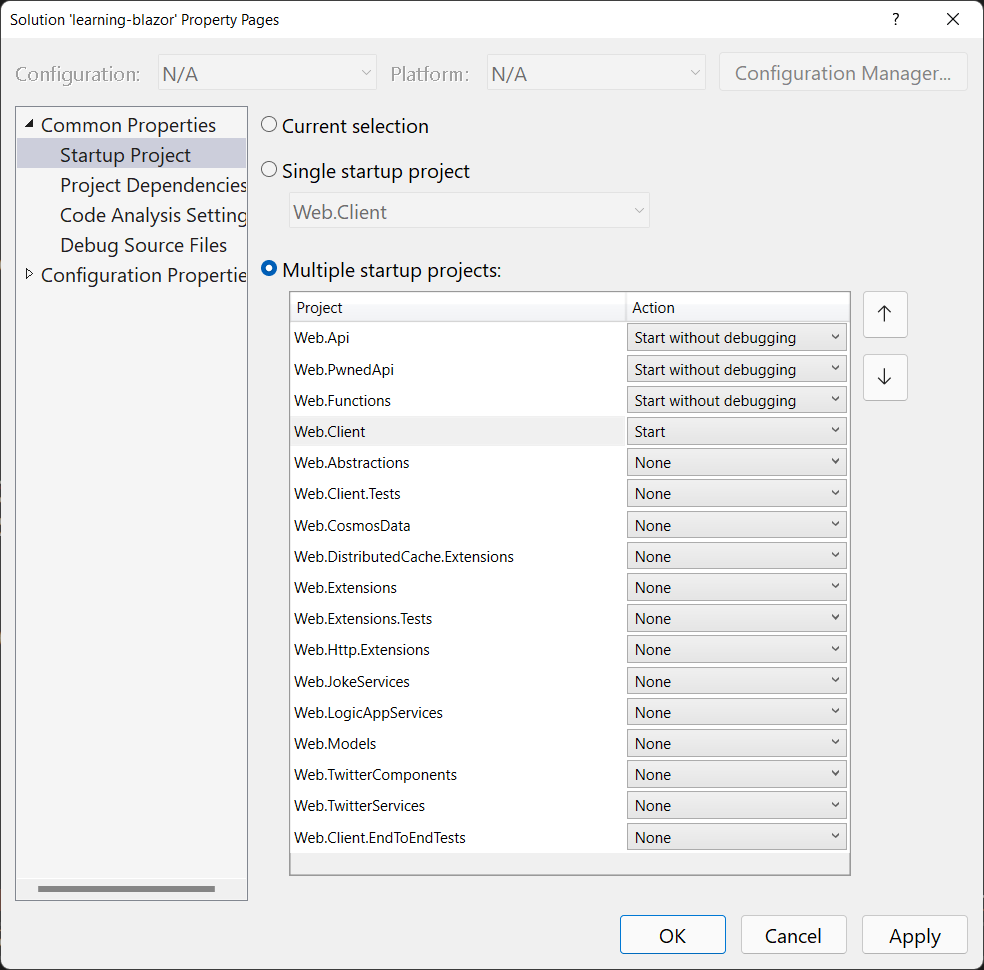 Solution 'learning-blazor' Property Pages ?
Configuration: N/A Platform: N/A Configuration Manager...
Common Properties
Startup Project
Project Dependencies
Code Analysis Setting
Debug Source Files
Configuration Propertie
Current selection
Single startup project
Web.Client
Multiple startup projects:
Project Action
Web.Api Start without debugging
Web.PwnedApi Start without debugging
Web.Functions Start without debugging
Web.Client Start
Web.Abstractions None
Web.Client.Tests None
Web.CosmosData None
Web.DistributedCache.Extensions None
Web.Extensions None
Web.Extensions.Tests None
Web.Http.Extensions None
Web.JokeServices None
Web.LogicAppServices None
Web.Models None
Web.TwitterComponents None
Web.TwitterServices None
Web.Client.EndToEndTests None
OK Cancel Apply